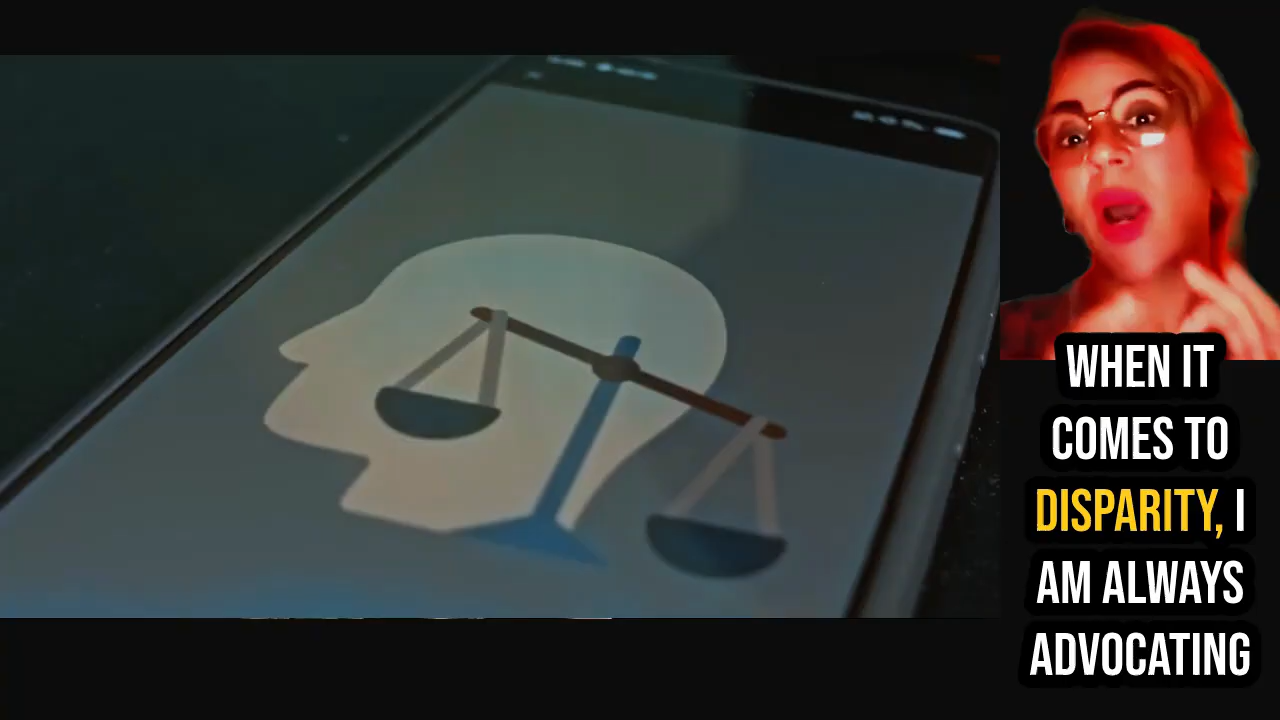 WHEN IT
COMES TO
DISPARITY, I
AM ALWAYS
ADVOCATING